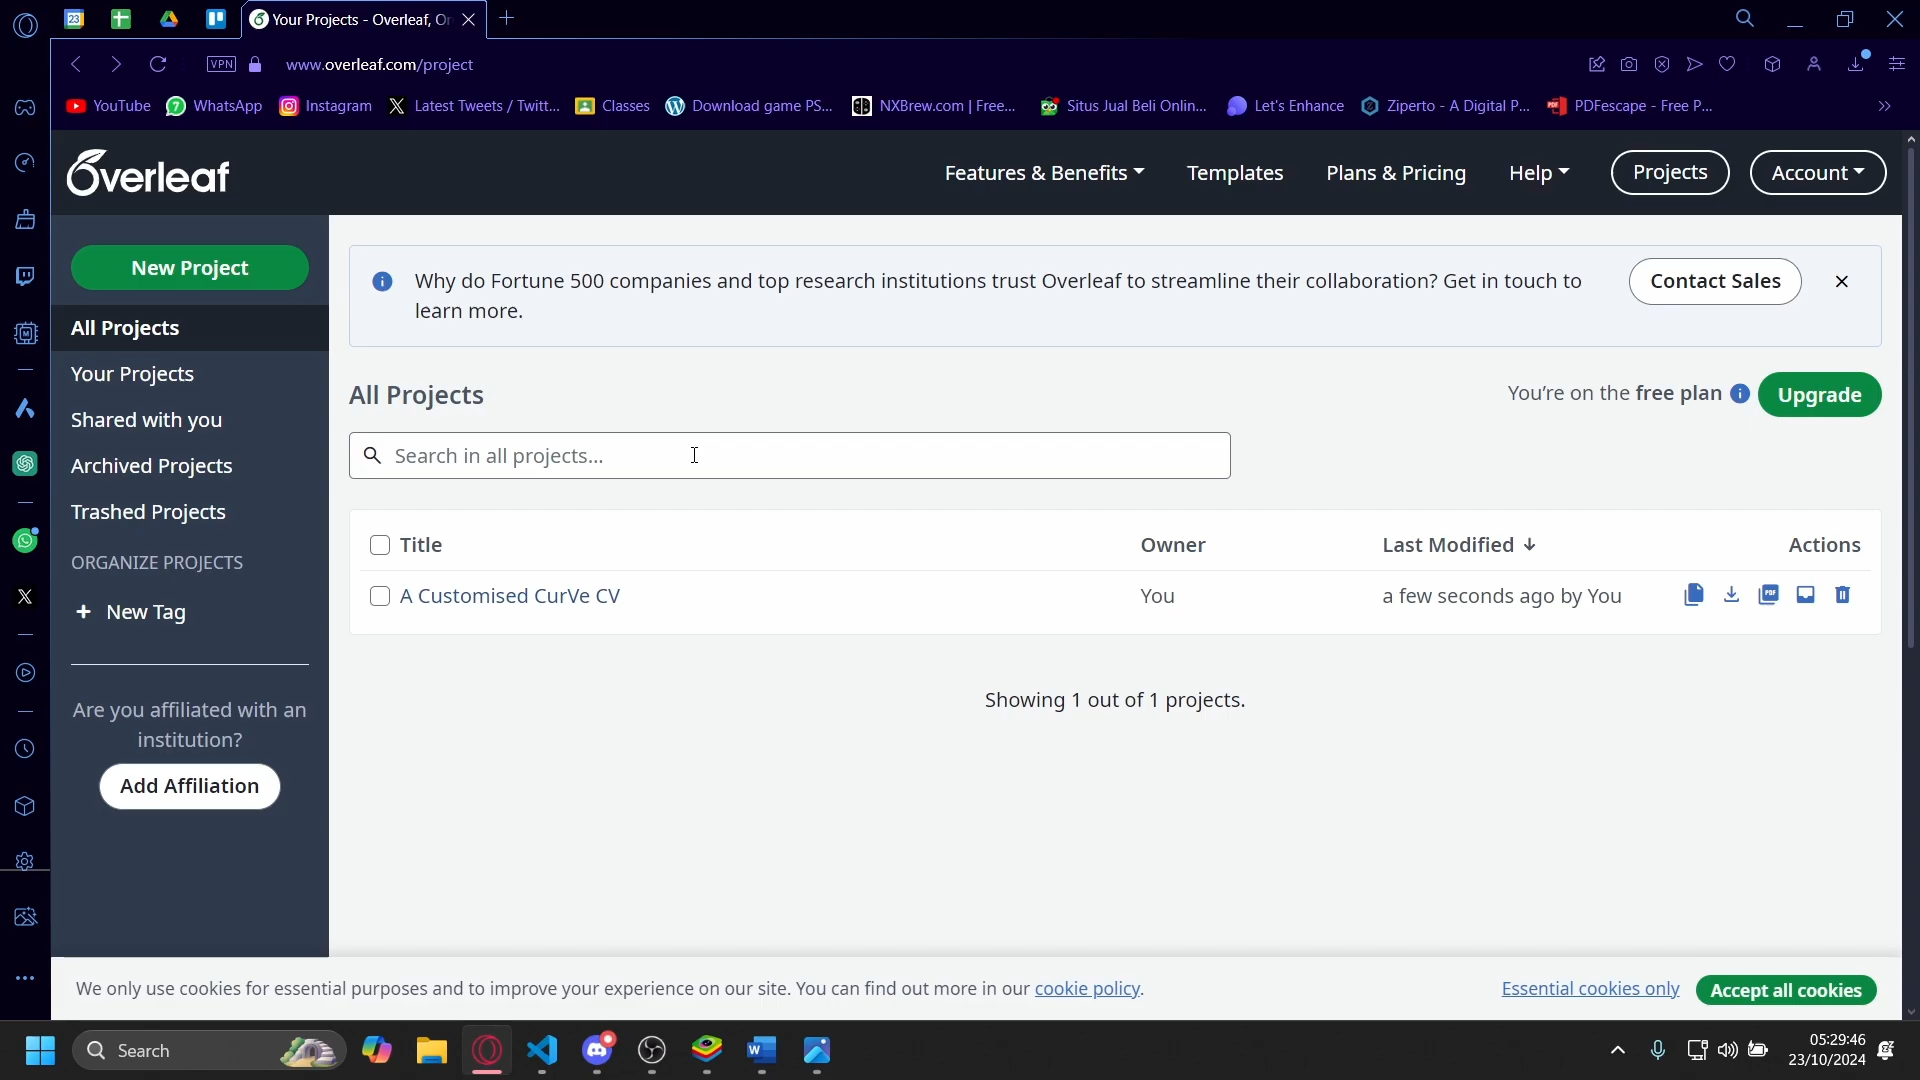 Your Projects - Overleaf, Or
VPN
www.overleaf.com/project
YouTube
WhatsApp
Instagram
Latest Tweets / Twitt...
Classes
Download game PS...
NXBrew.com | Free...
Situs Jual Beli Onlin...
Let's Enhance
Ziperto - A Digital P...
PDFescape - Free P...
Overleaf
Features & Benefits
Templates
Plans & Pricing
Help
Projects
Account
New Project
All Projects
Your Projects
Shared with you
Archived Projects
Trashed Projects
ORGANIZE PROJECTS
+ New Tag
Are you affiliated with an
institution?
Add Affiliation
Why do Fortune 500 companies and top research institutions trust Overleaf to streamline their collaboration? Get in touch to
learn more.
Contact Sales
All Projects
You're on the free plan
Upgrade
Search in all projects...
Title
Owner
Last Modified
Actions
A Customised CurVe CV
You
a few seconds ago by You
PDF
Showing 1 out of 1 projects.
We only use cookies for essential purposes and to improve your experience on our site. You can find out more in our cookie policy.
Essential cookies only
Accept all cookies
Search
05:29:46
23/10/2024